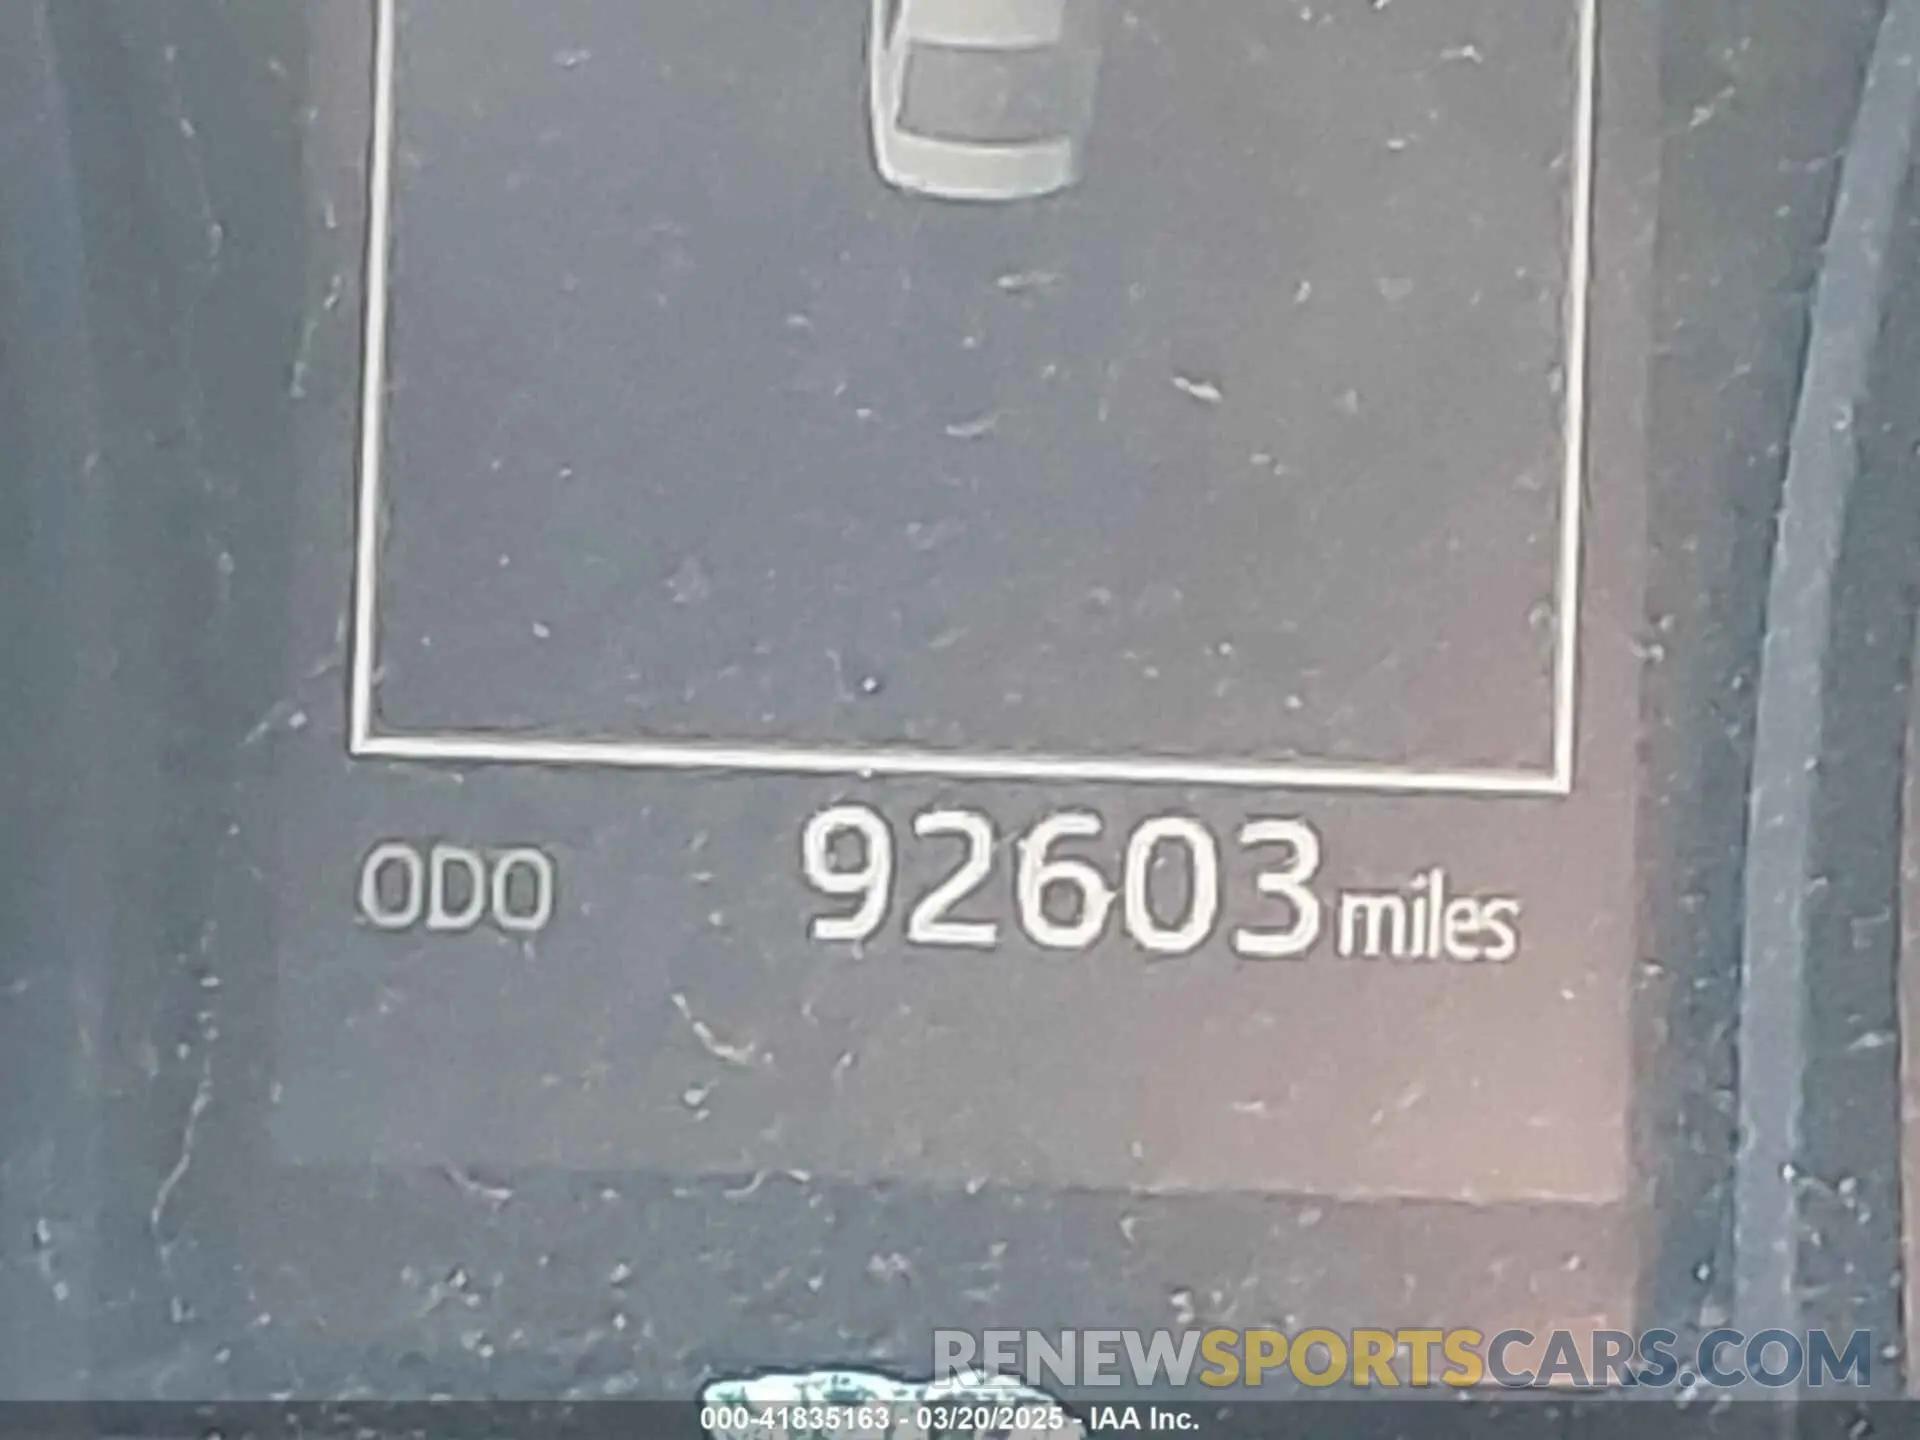 ODO 92603 miles
RENEWSPORTSCARS.COM
000-41835163 - 03/20/2025 - IAA Inc.